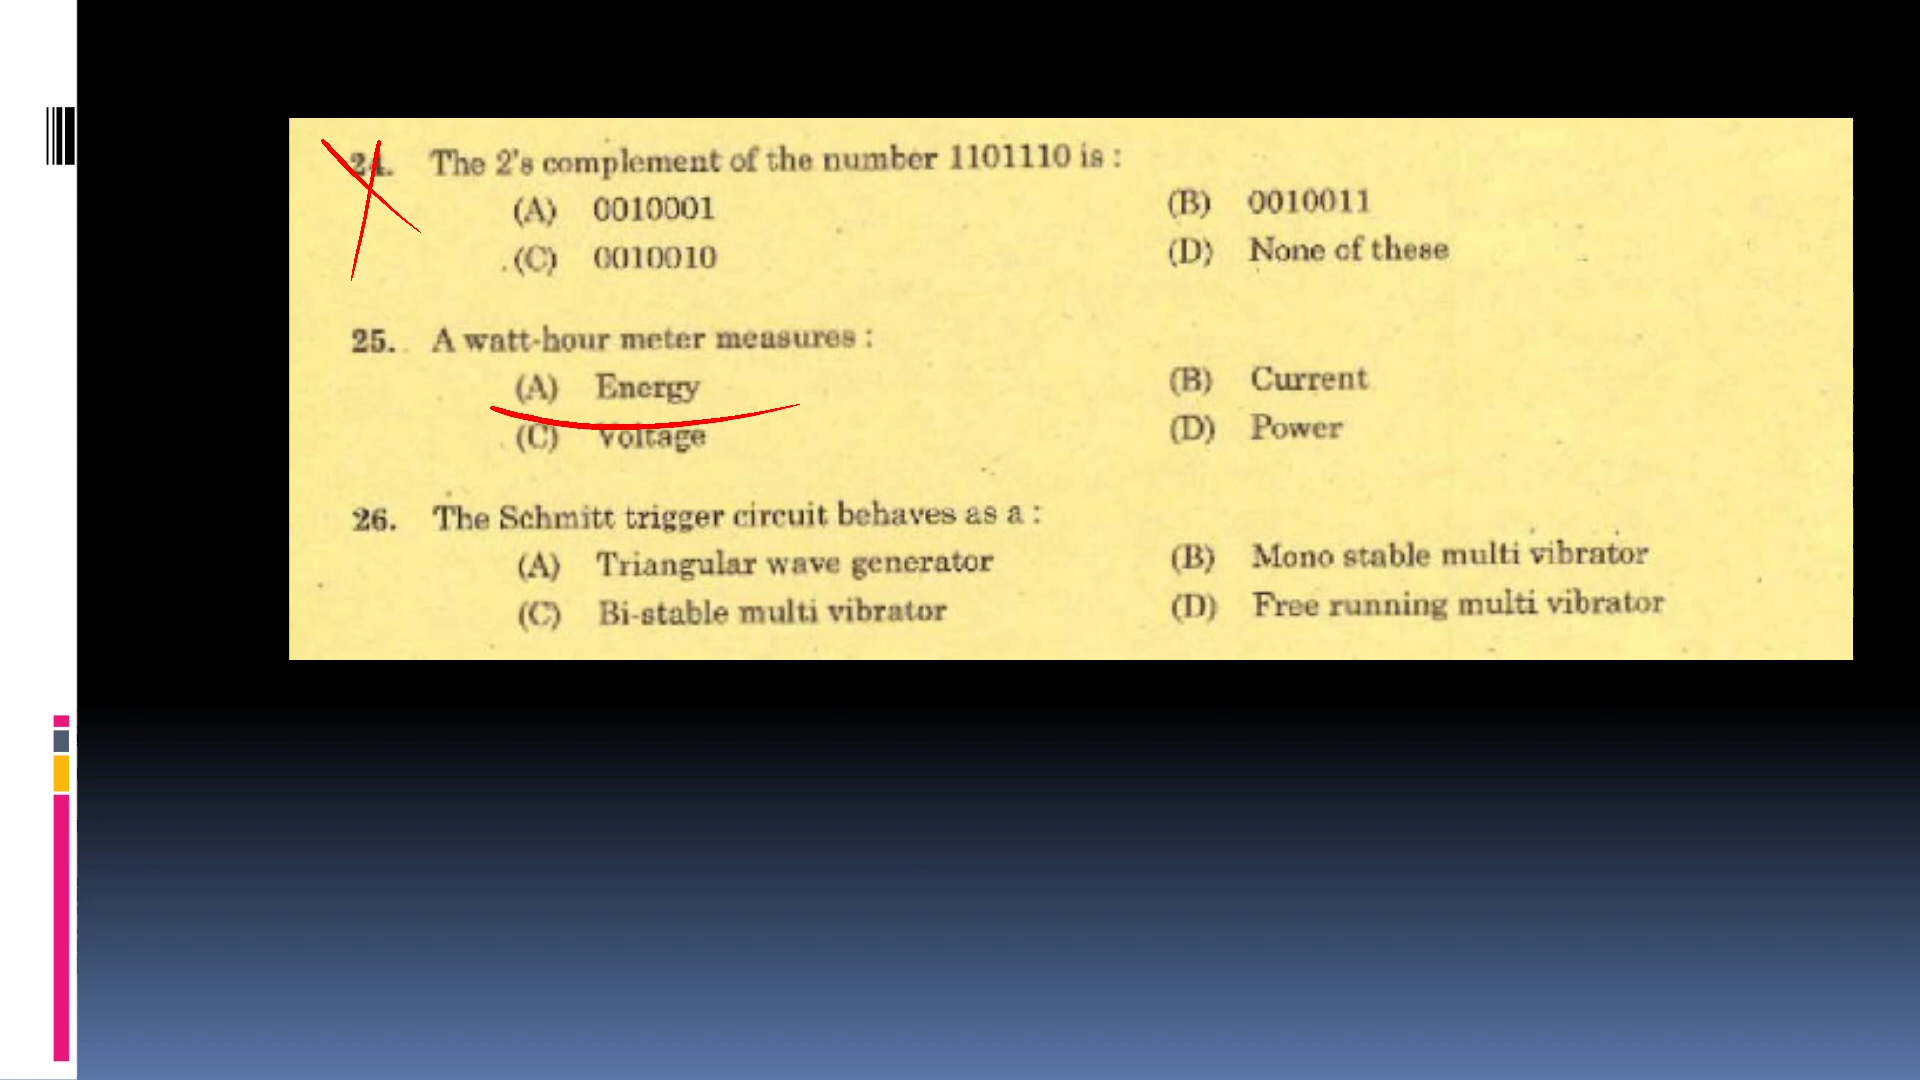 24. The 2's complement of the number 1101110 is :
(A) 0010001 (B) 0010011
(C) 0010010 (D) None of these
25. A watt-hour meter measures :
(A) Energy (B) Current
(C) Voltage (D) Power
26. The Schmitt trigger circuit behaves as a :
(A) Triangular wave generator (B) Mono stable multi vibrator
(C) Bi-stable multi vibrator (D) Free running multi vibrator